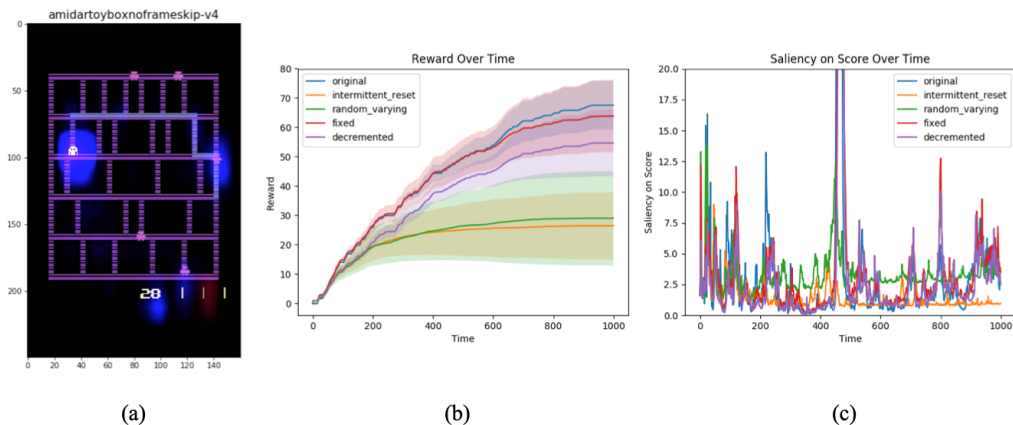 amidartoyboxnoframeskip-v4
0
50
100
150
200
0 20 40 60 80 100 120 140
28
(a)
Reward Over Time
80
70
60
50
40
30
20
10
0
Reward
original
intermittent_reset
random_varying
fixed
decremented
0 200 400 600 800 1000
Time
(b)
Saliency on Score Over Time
20.0
17.5
15.0
12.5
10.0
7.5
5.0
2.5
0.0
Saliency on Score
original
intermittent_reset
random_varying
fixed
decremented
0 200 400 600 800 1000
Time
(c)